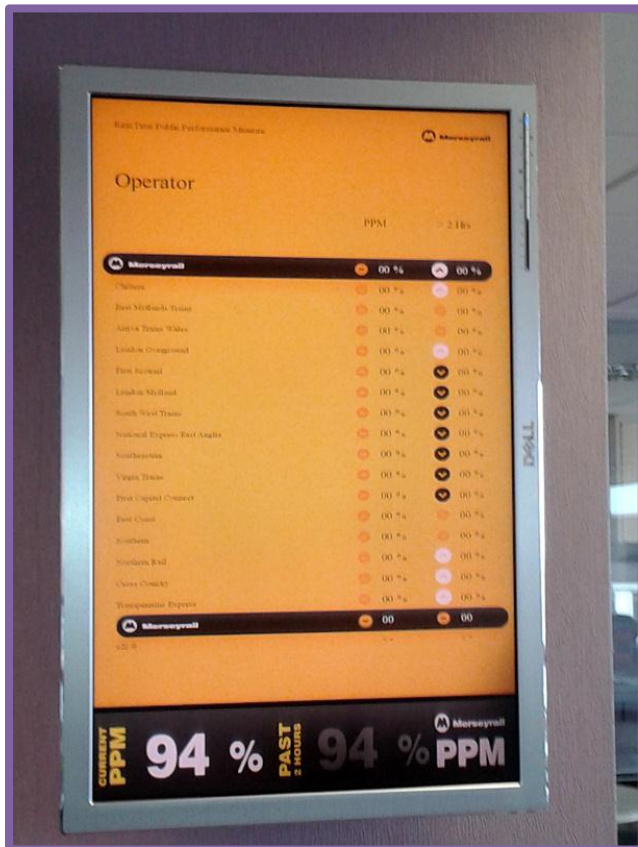 Real Time Public Performance Measure
Merseyrail
Operator
PPM > 2 Hrs
Merseyrail 00 % 00 %
Chiltern 00 % 00 %
East Midlands Trains 00 % 00 %
Arriva Trains Wales 00 % 00 %
London Overground 00 % 00 %
First 00 % 00 %
London Midland 00 % 00 %
South West Trains 00 % 00 %
National Express East Anglia 00 % 00 %
Southeastern 00 % 00 %
Virgin Trains 00 % 00 %
First Capital Connect 00 % 00 %
East Coast 00 % 00 %
Southern 00 % 00 %
Northern Rail 00 % 00 %
Cross Country 00 % 00 %
Transpennine Express 00 % 00 %
Merseyrail 00 00
DELL
CURRENT PPM 94 % PAST 2 HOURS 94 % Merseyrail PPM